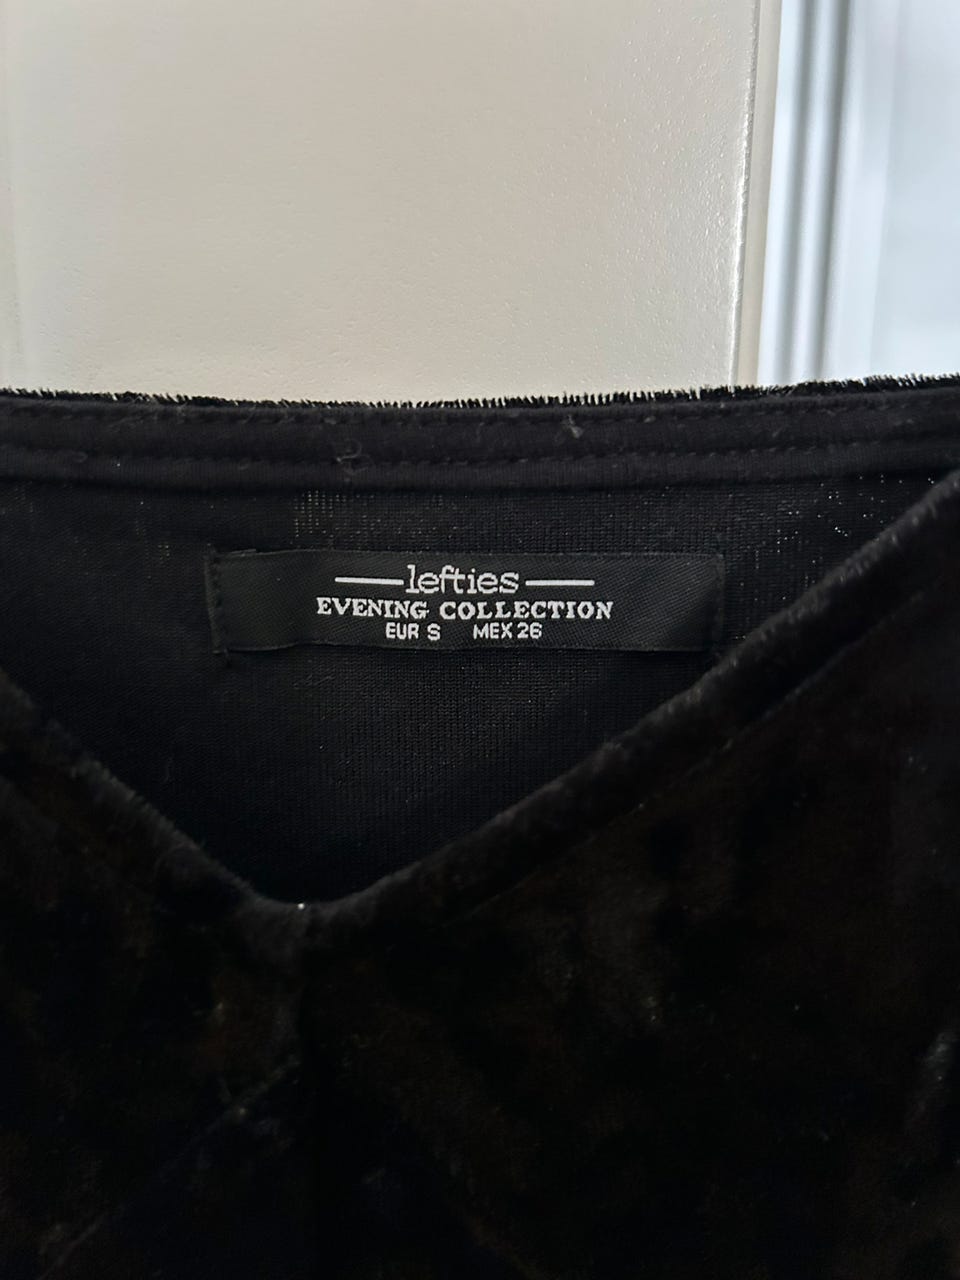 lefties
EVENING COLLECTION
EUR S MEX 26